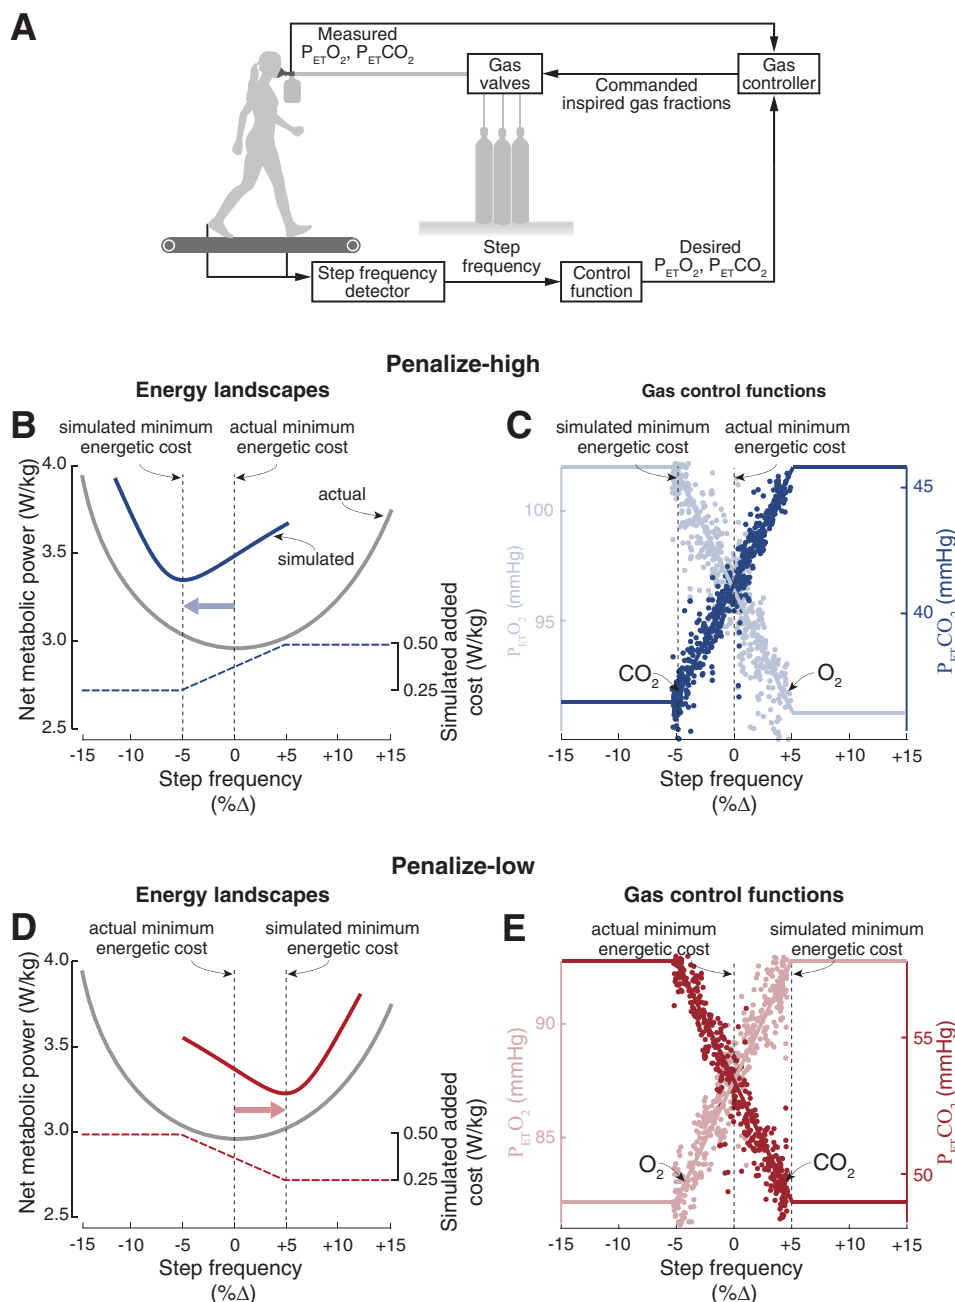 A
Measured
PETO2, PETCO2
Gas
valves
Commanded
inspired gas fractions
Gas
controller
Step frequency
detector
Step
frequency
Control
function
Desired
PETO2, PETCO2
Penalize-high
Energy landscapes
B
simulated minimum
energetic cost
actual minimum
energetic cost
actual
simulated
Net metabolic power (W/kg)
4.0
3.5
3.0
2.5
0.50
0.25
Simulated added
cost (W/kg)
-15
-10
-5
0
+5
+10
+15
Step frequency
(%Δ)
Gas control functions
C
simulated minimum
energetic cost
actual minimum
energetic cost
PETO2 (mmHg)
100
95
CO2
O2
45
40
PETCO2 (mmHg)
-15
-10
-5
0
+5
+10
+15
Step frequency
(%Δ)
Penalize-low
Energy landscapes
D
actual minimum
energetic cost
simulated minimum
energetic cost
Net metabolic power (W/kg)
4.0
3.5
3.0
2.5
0.50
0.25
Simulated added
cost (W/kg)
-15
-10
-5
0
+5
+10
+15
Step frequency
(%Δ)
Gas control functions
E
actual minimum
energetic cost
simulated minimum
energetic cost
PETO2 (mmHg)
90
85
O2
CO2
55
50
PETCO2 (mmHg)
-15
-10
-5
0
+5
+10
+15
Step frequency
(%Δ)